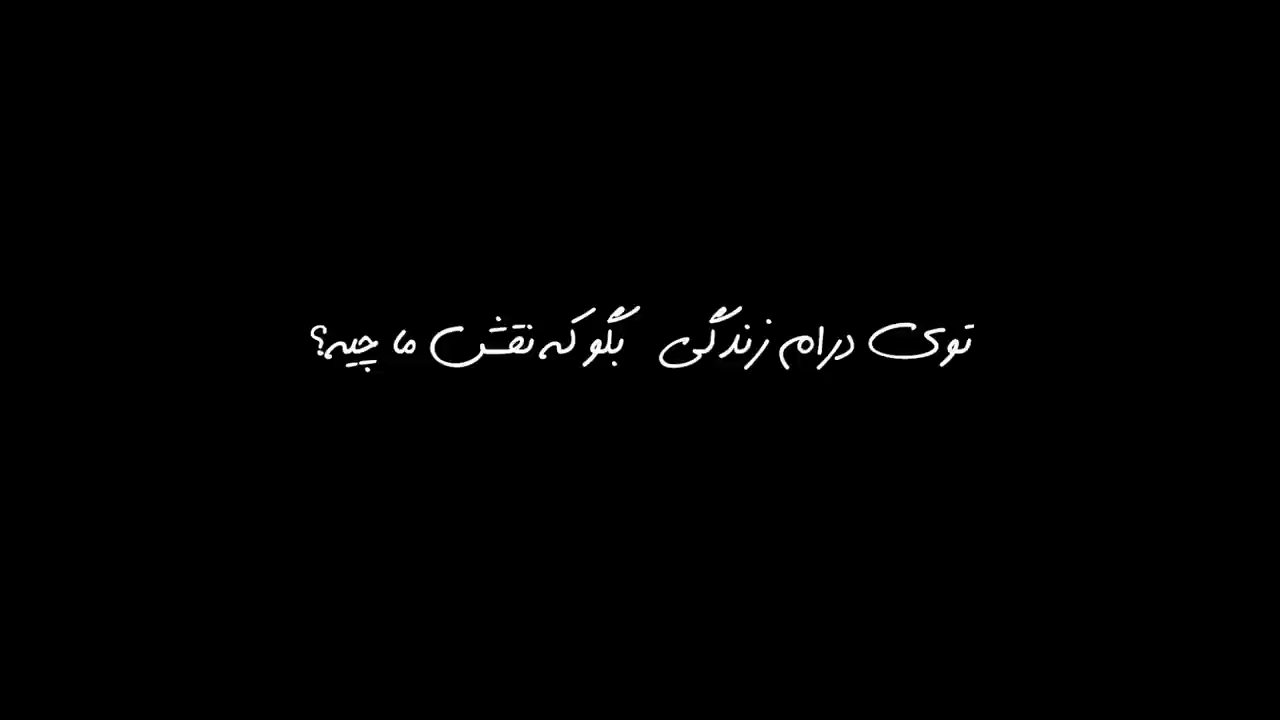 توی درام زندگی بگو که نقش ما چیه؟